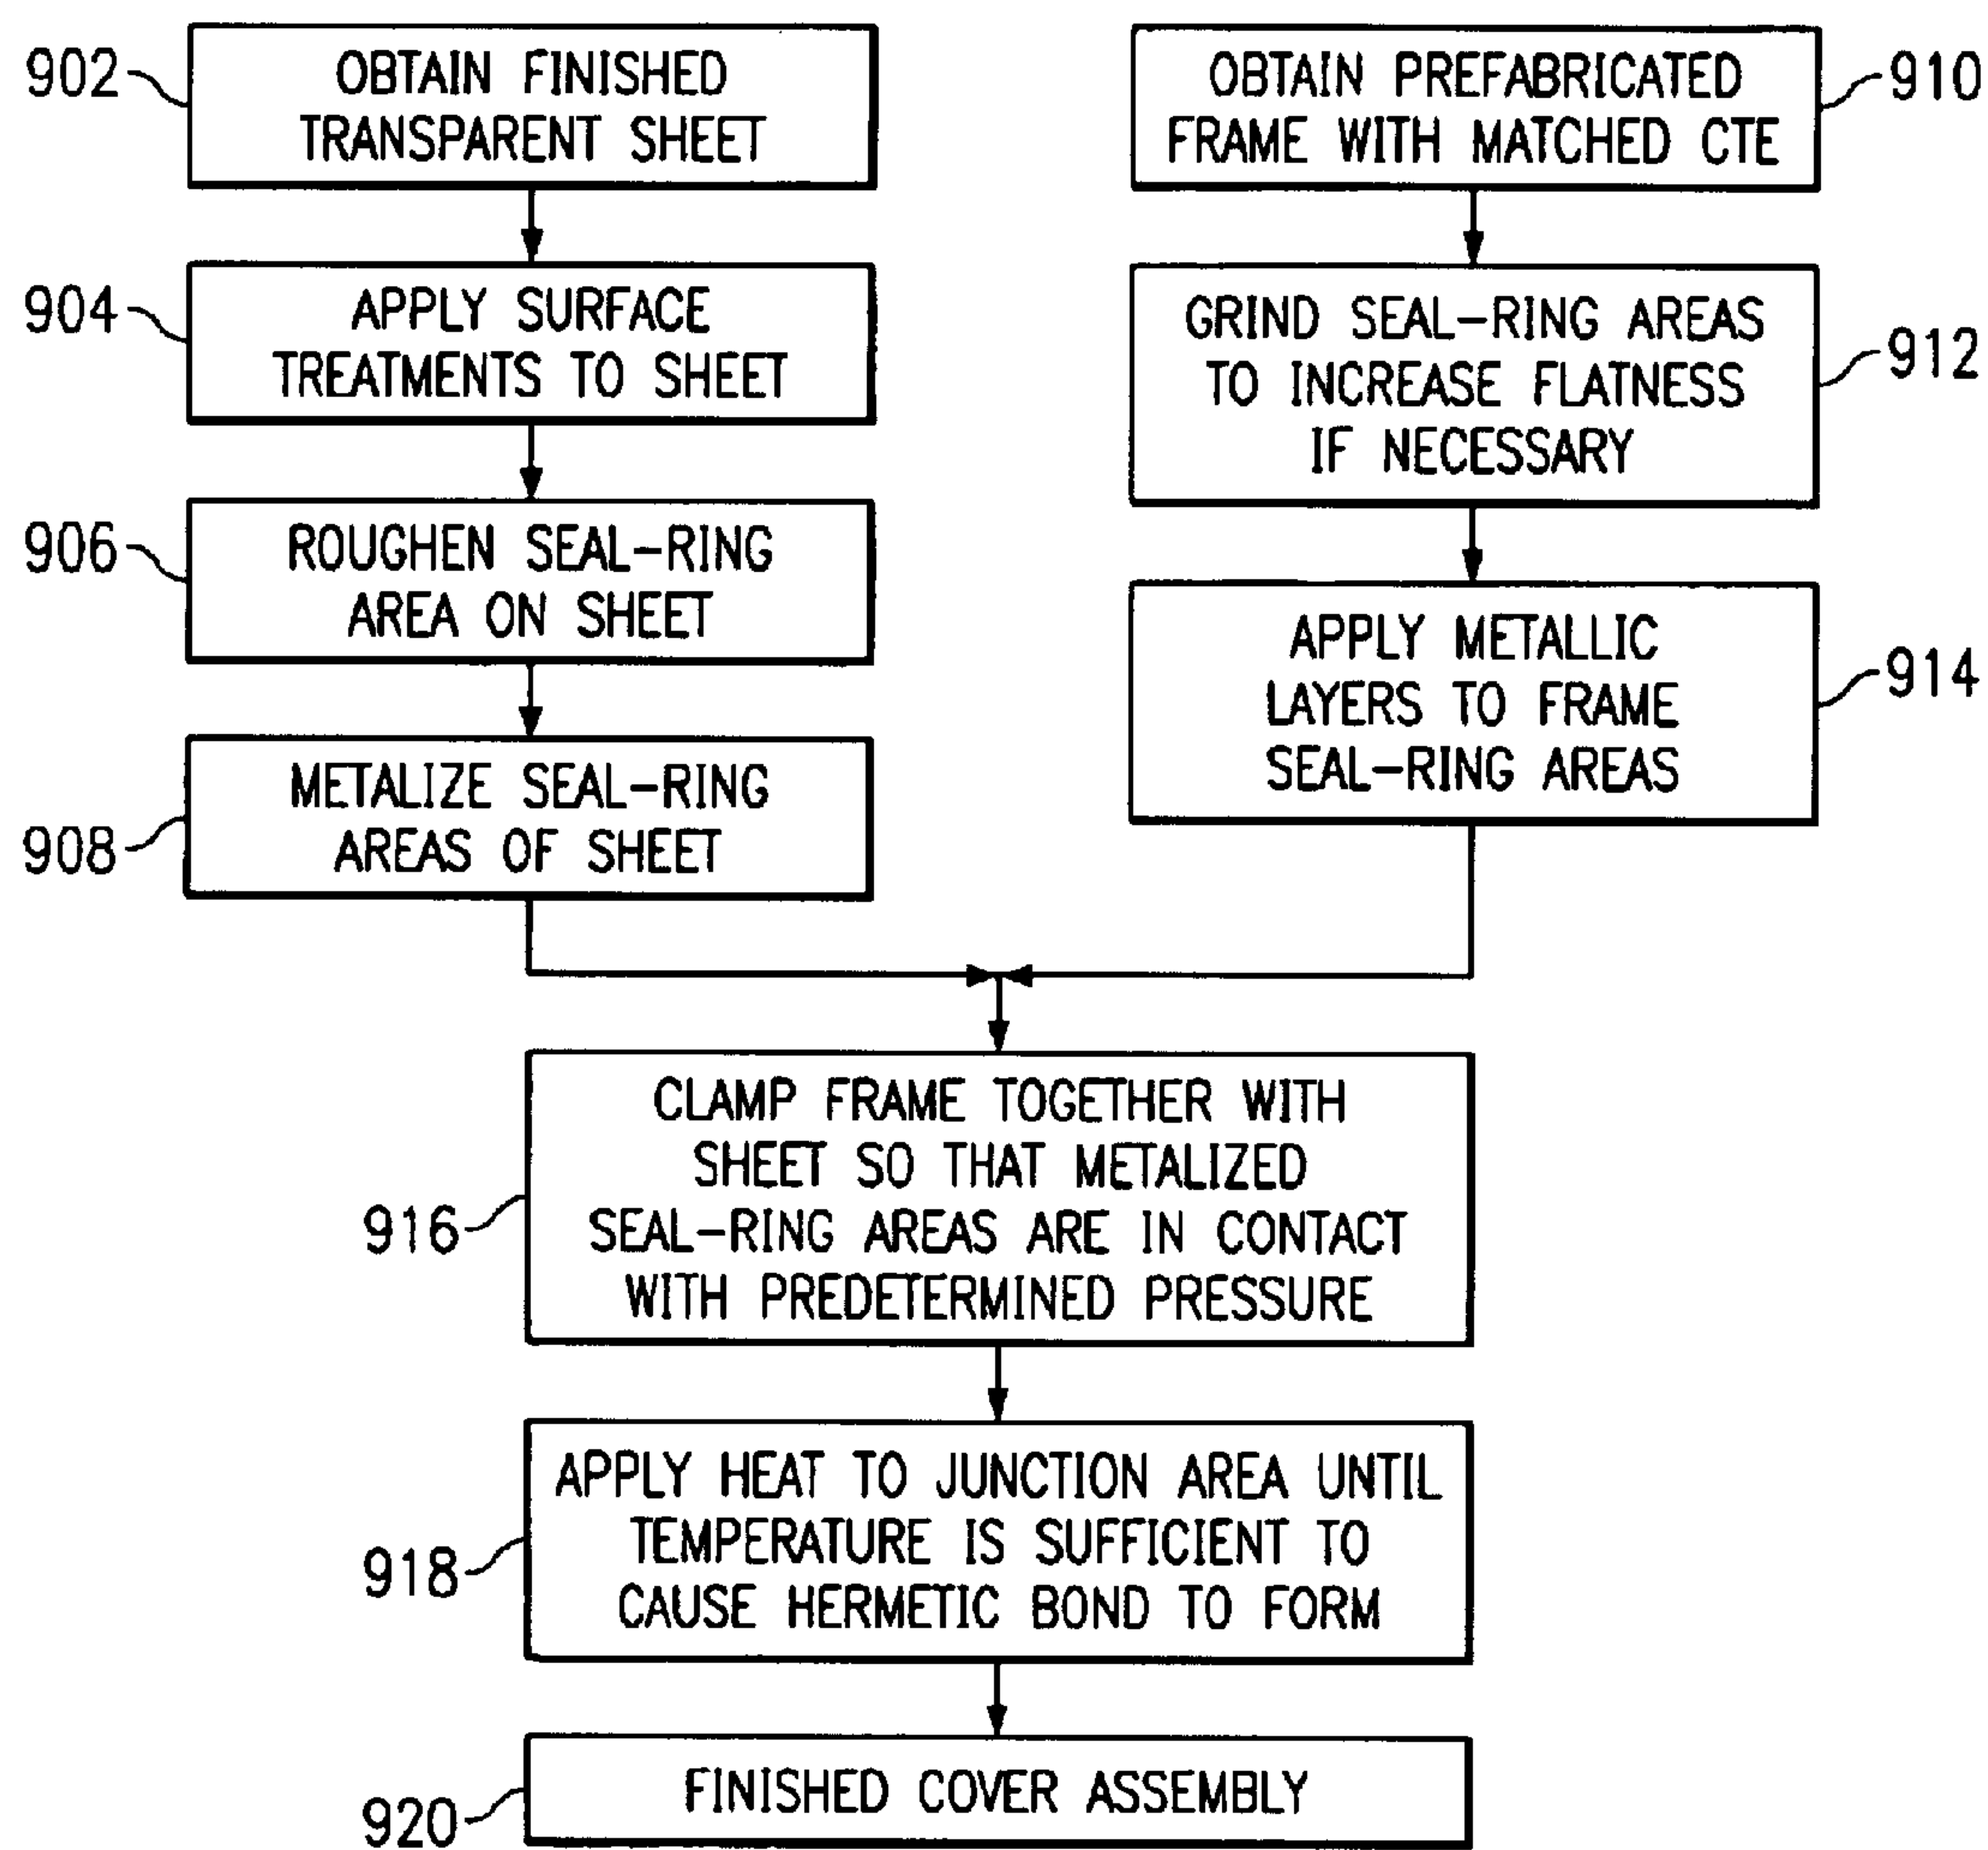 902
OBTAIN FINISHED
TRANSPARENT SHEET
904
APPLY SURFACE
TREATMENTS TO SHEET
906
ROUGHEN SEAL-RING
AREA ON SHEET
908
METALIZE SEAL-RING
AREAS OF SHEET
910
OBTAIN PREFABRICATED
FRAME WITH MATCHED CTE
912
GRIND SEAL-RING AREAS
TO INCREASE FLATNESS
IF NECESSARY
914
APPLY METALLIC
LAYERS TO FRAME
SEAL-RING AREAS
916
CLAMP FRAME TOGETHER WITH
SHEET SO THAT METALIZED
SEAL-RING AREAS ARE IN CONTACT
WITH PREDETERMINED PRESSURE
918
APPLY HEAT TO JUNCTION AREA UNTIL
TEMPERATURE IS SUFFICIENT TO
CAUSE HERMETIC BOND TO FORM
920
FINISHED COVER ASSEMBLY